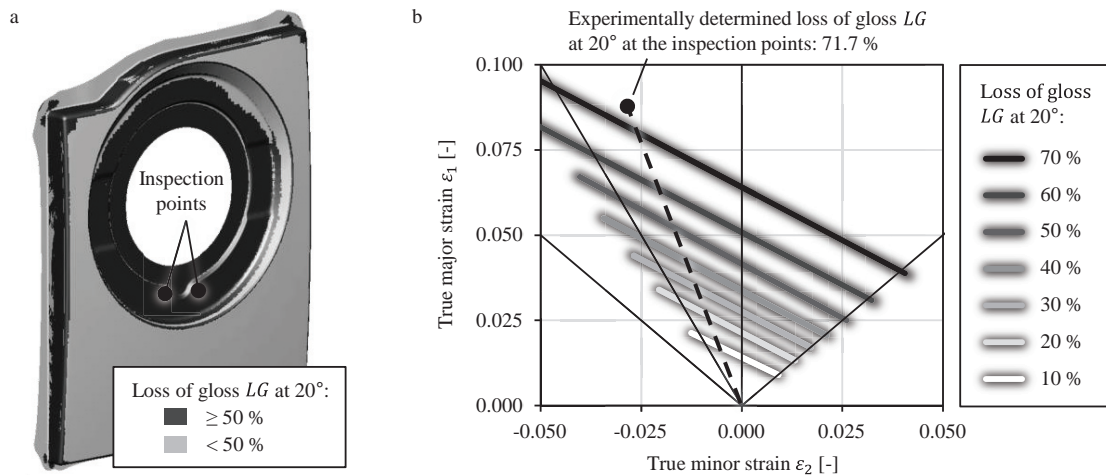 a
Inspection
points
Loss of gloss LG at 20°:
≥ 50 %
< 50 %
b
Experimentally determined loss of gloss LG
at 20° at the inspection points: 71.7 %
True major strain ε₁ [-]
0.100
0.075
0.050
0.025
0.000
-0.050
-0.025
0.000
0.025
0.050
True minor strain ε₂ [-]
Loss of gloss
LG at 20°:
70 %
60 %
50 %
40 %
30 %
20 %
10 %